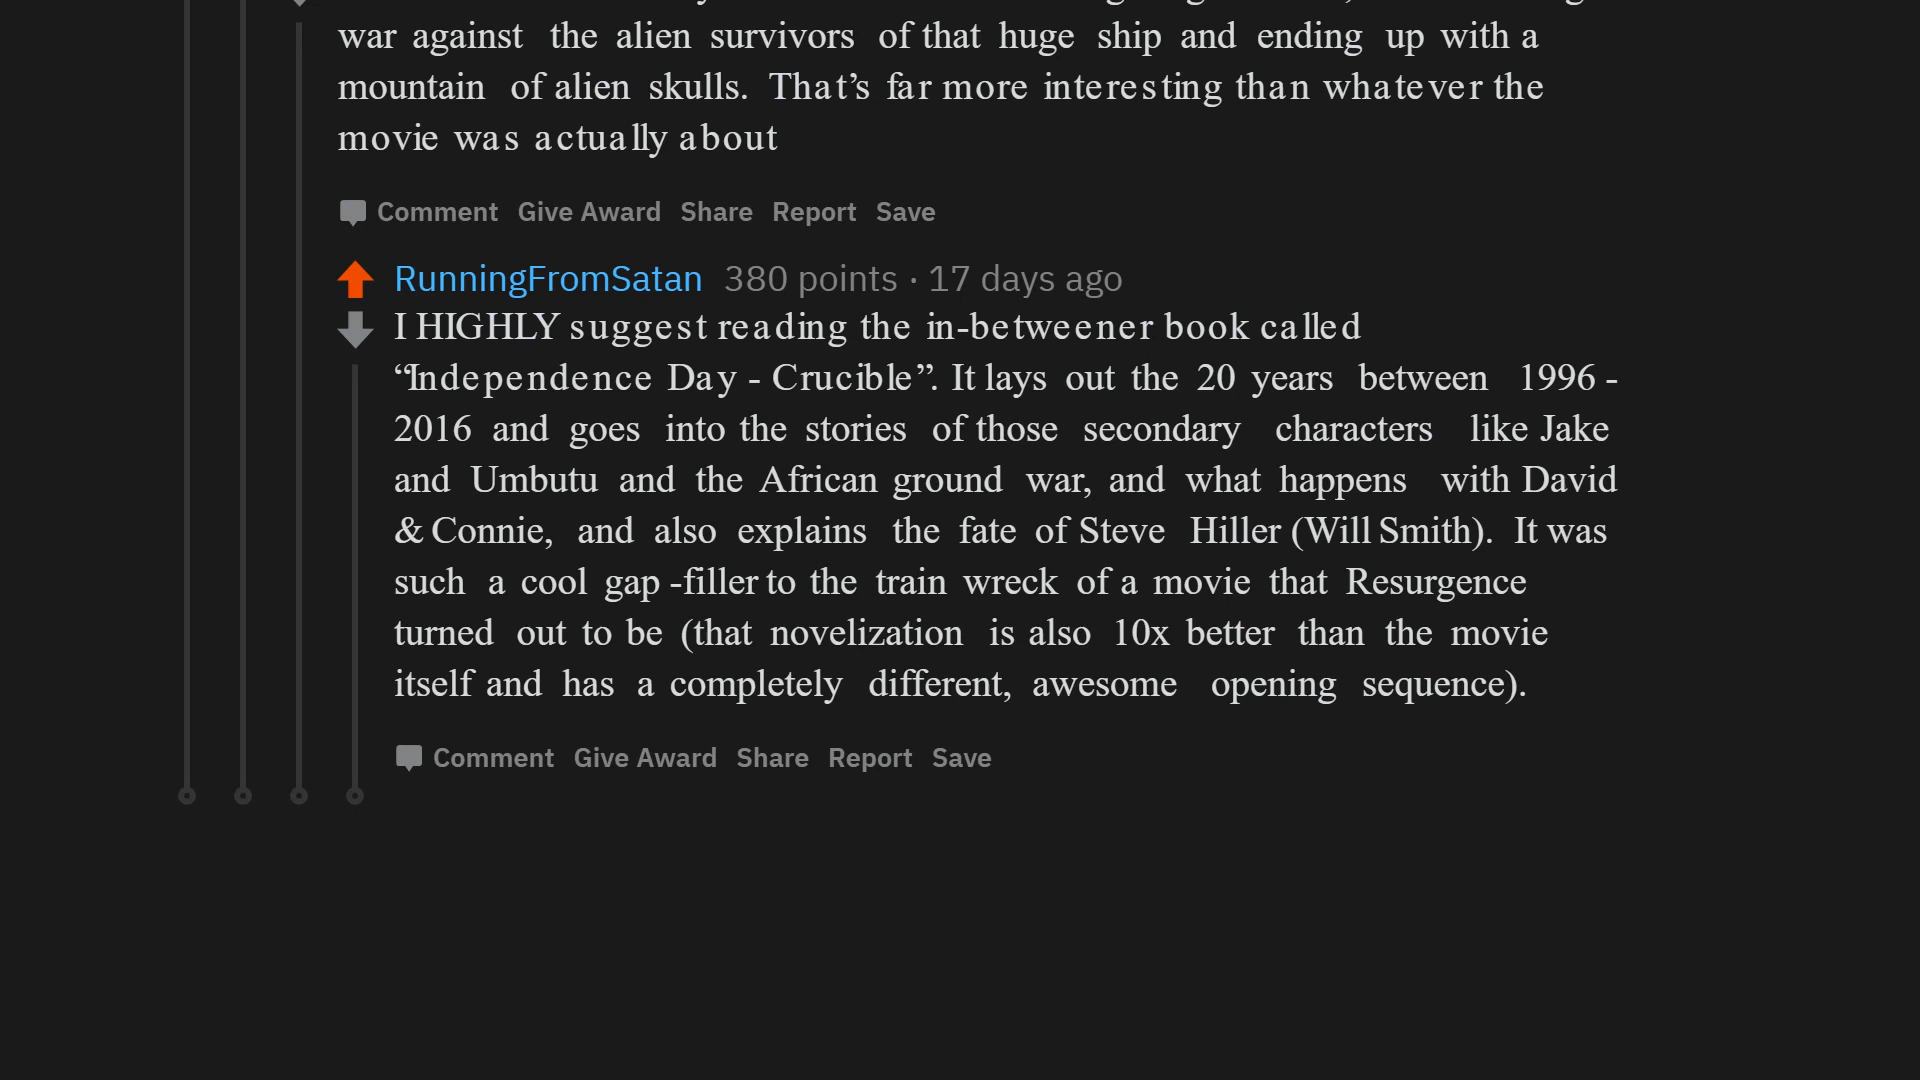 war against the alien survivors of that huge ship and ending up with a
mountain of alien skulls. That’s far more interesting than whatever the
movie was actually about
Comment Give Award Share Report Save
RunningFromSatan 380 points · 17 days ago
I HIGHLY suggest reading the in-betweener book called
“Independence Day - Crucible”. It lays out the 20 years between 1996 -
2016 and goes into the stories of those secondary characters like Jake
and Umbutu and the African ground war, and what happens with David
& Connie, and also explains the fate of Steve Hiller (Will Smith). It was
such a cool gap -filler to the train wreck of a movie that Resurgence
turned out to be (that novelization is also 10x better than the movie
itself and has a completely different, awesome opening sequence).
Comment Give Award Share Report Save